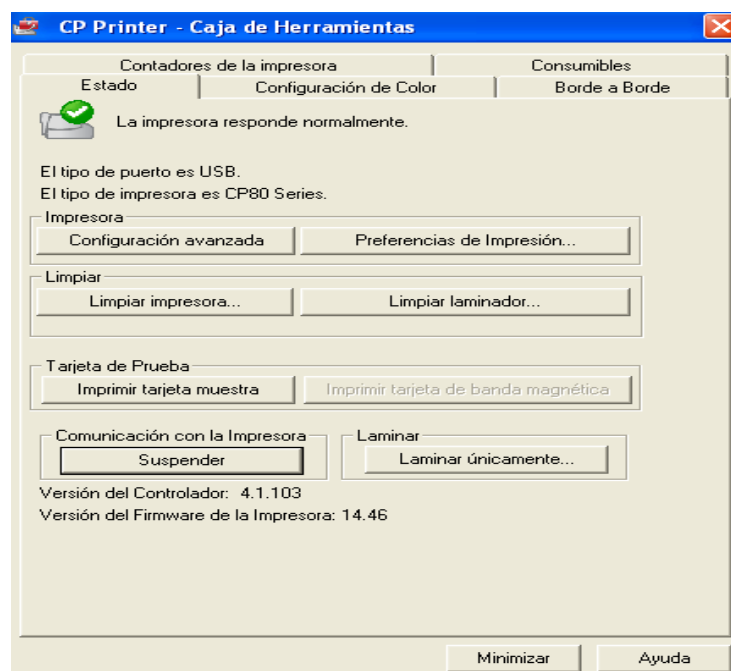 CP Printer - Caja de Herramientas
Contadores de la impresora Consumibles
Estado Configuración de Color Borde a Borde
La impresora responde normalmente.
El tipo de puerto es USB.
El tipo de impresora es CP80 Series.
Impresora
Configuración avanzada Preferencias de Impresión...
Limpiar
Limpiar impresora... Limpiar laminador...
Tarjeta de Prueba
Imprimir tarjeta muestra Imprimir tarjeta de banda magnética
Comunicación con la Impresora Laminar
Suspender Laminar únicamente...
Versión del Controlador: 4.1.103
Versión del Firmware de la Impresora: 14.46
Minimizar Ayuda